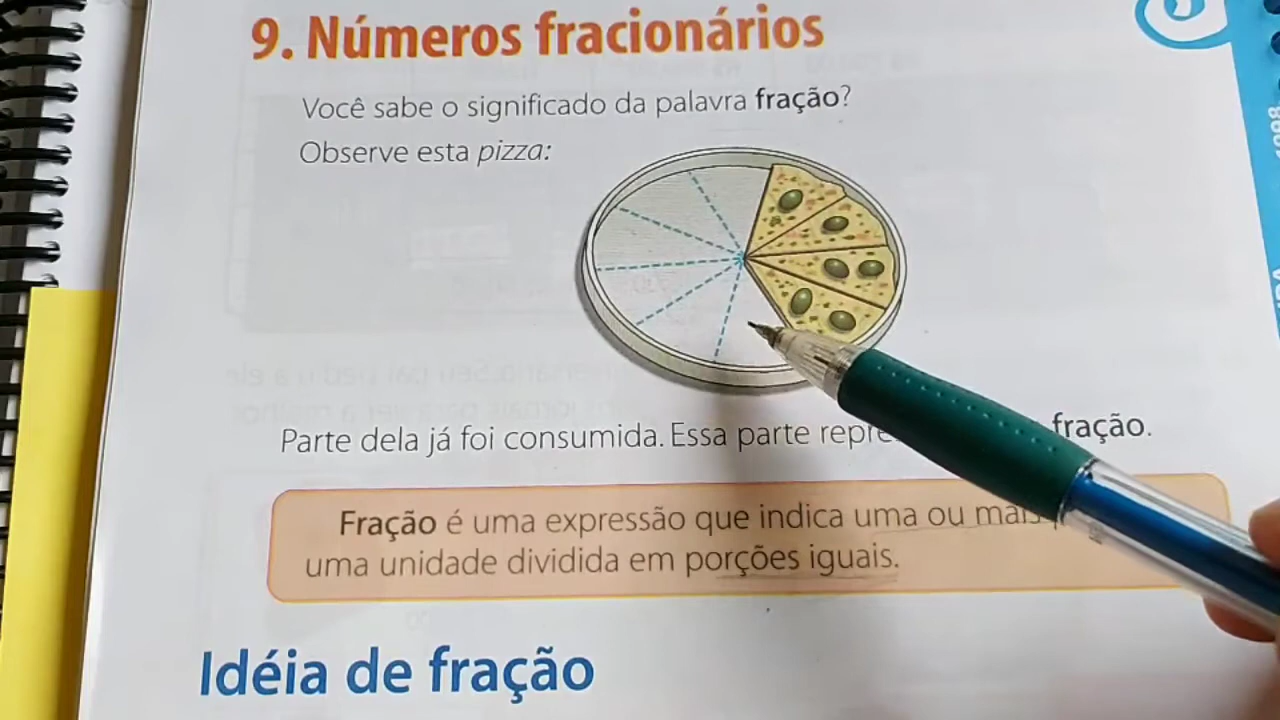 9. Números fracionários
Você sabe o significado da palavra fração?
Observe esta pizza:
Parte dela já foi consumida. Essa parte fração.
Fração é uma expressão que indica uma ou mais
uma unidade dividida em porções iguais.
Idéia de fração